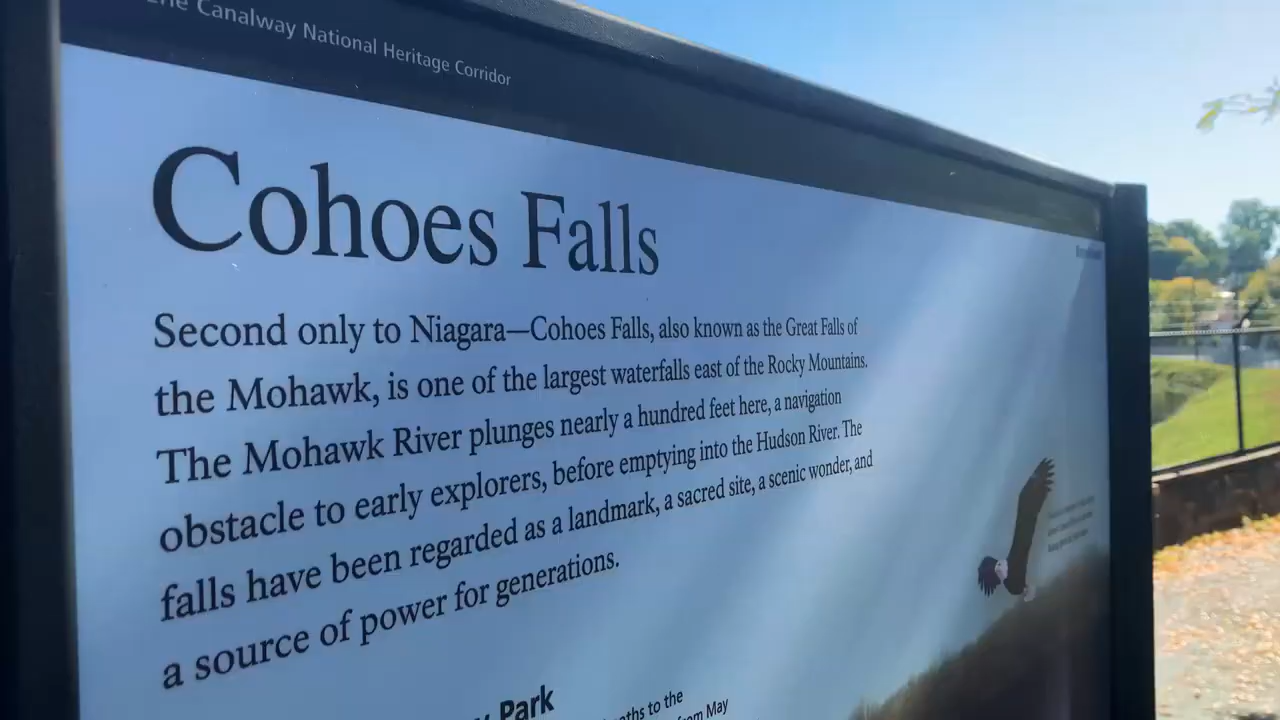 Erie Canalway National Heritage Corridor
Cohoes Falls
Second only to Niagara—Cohoes Falls, also known as the Great Falls of
the Mohawk, is one of the largest waterfalls east of the Rocky Mountains.
The Mohawk River plunges nearly a hundred feet here, a navigation
obstacle to early explorers, before emptying into the Hudson River. The
falls have been regarded as a landmark, a sacred site, a scenic wonder, and
a source of power for generations.
Park
to the
from May